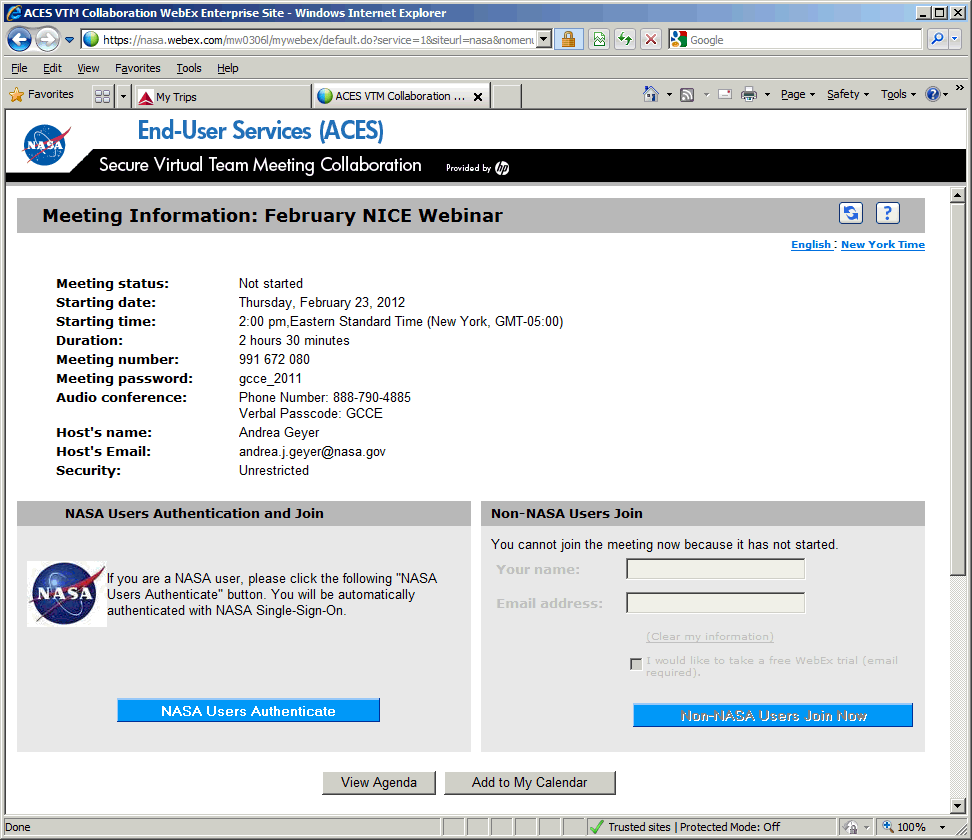 ACES VTM Collaboration WebEx Enterprise Site - Windows Internet Explorer
https://nasa.webex.com/mw0306l/mywebex/default.do?service=1&siteurl=nasa&nomenu
Google
File Edit View Favorites Tools Help
Favorites
My Trips
ACES VTM Collaboration ...
Page Safety Tools
End-User Services (ACES)
NASA
Secure Virtual Team Meeting Collaboration
Provided by hp
Meeting Information: February NICE Webinar
?
English : New York Time
Meeting status: Not started
Starting date: Thursday, February 23, 2012
Starting time: 2:00 pm,Eastern Standard Time (New York, GMT-05:00)
Duration: 2 hours 30 minutes
Meeting number: 991 672 080
Meeting password: gcce_2011
Audio conference: Phone Number: 888-790-4885
Verbal Passcode: GCCE
Host's name: Andrea Geyer
Host's Email: andrea.j.geyer@nasa.gov
Security: Unrestricted
NASA Users Authentication and Join
NASA
If you are a NASA user, please click the following "NASA
Users Authenticate" button. You will be automatically
authenticated with NASA Single-Sign-On.
NASA Users Authenticate
Non-NASA Users Join
You cannot join the meeting now because it has not started.
Your name:
Email address:
(Clear my information)
I would like to take a free WebEx trial (email
required).
Non-NASA Users Join Now
View Agenda
Add to My Calendar
Done
Trusted sites | Protected Mode: Off
100%